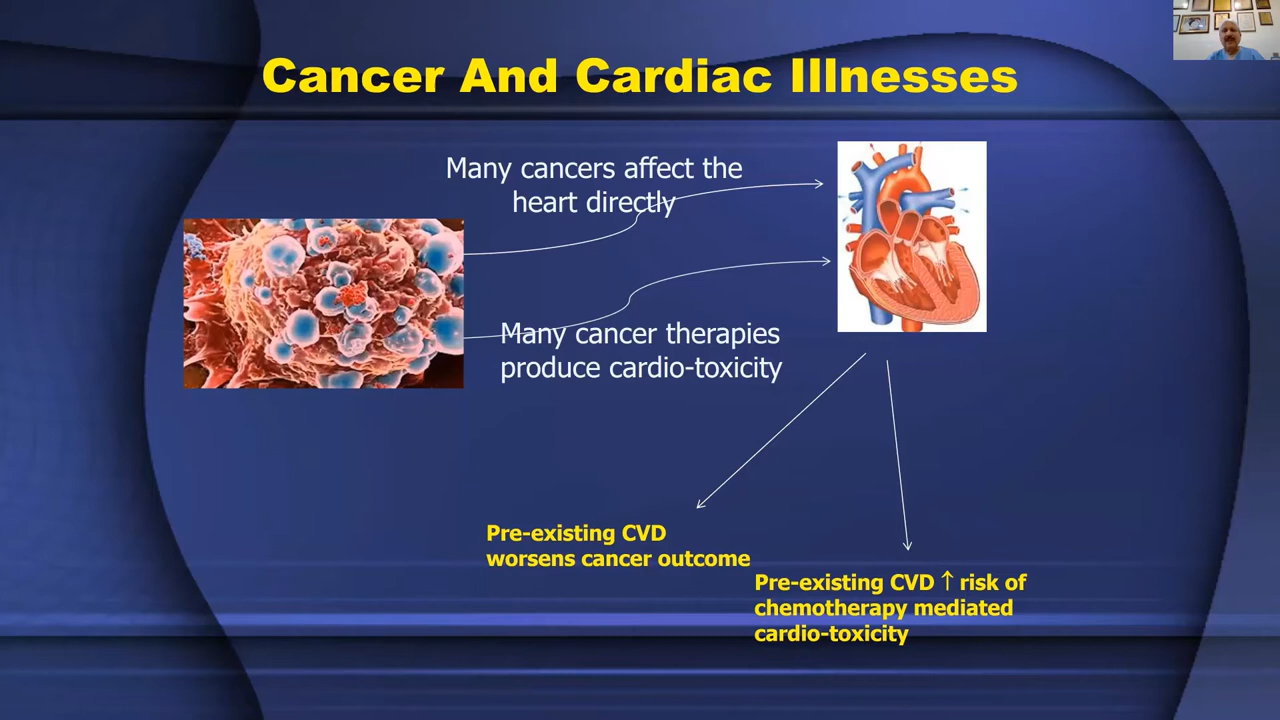 Cancer And Cardiac Illnesses
Many cancers affect the
heart directly
Many cancer therapies
produce cardio-toxicity
Pre-existing CVD
worsens cancer outcome
Pre-existing CVD ↑ risk of
chemotherapy mediated
cardio-toxicity